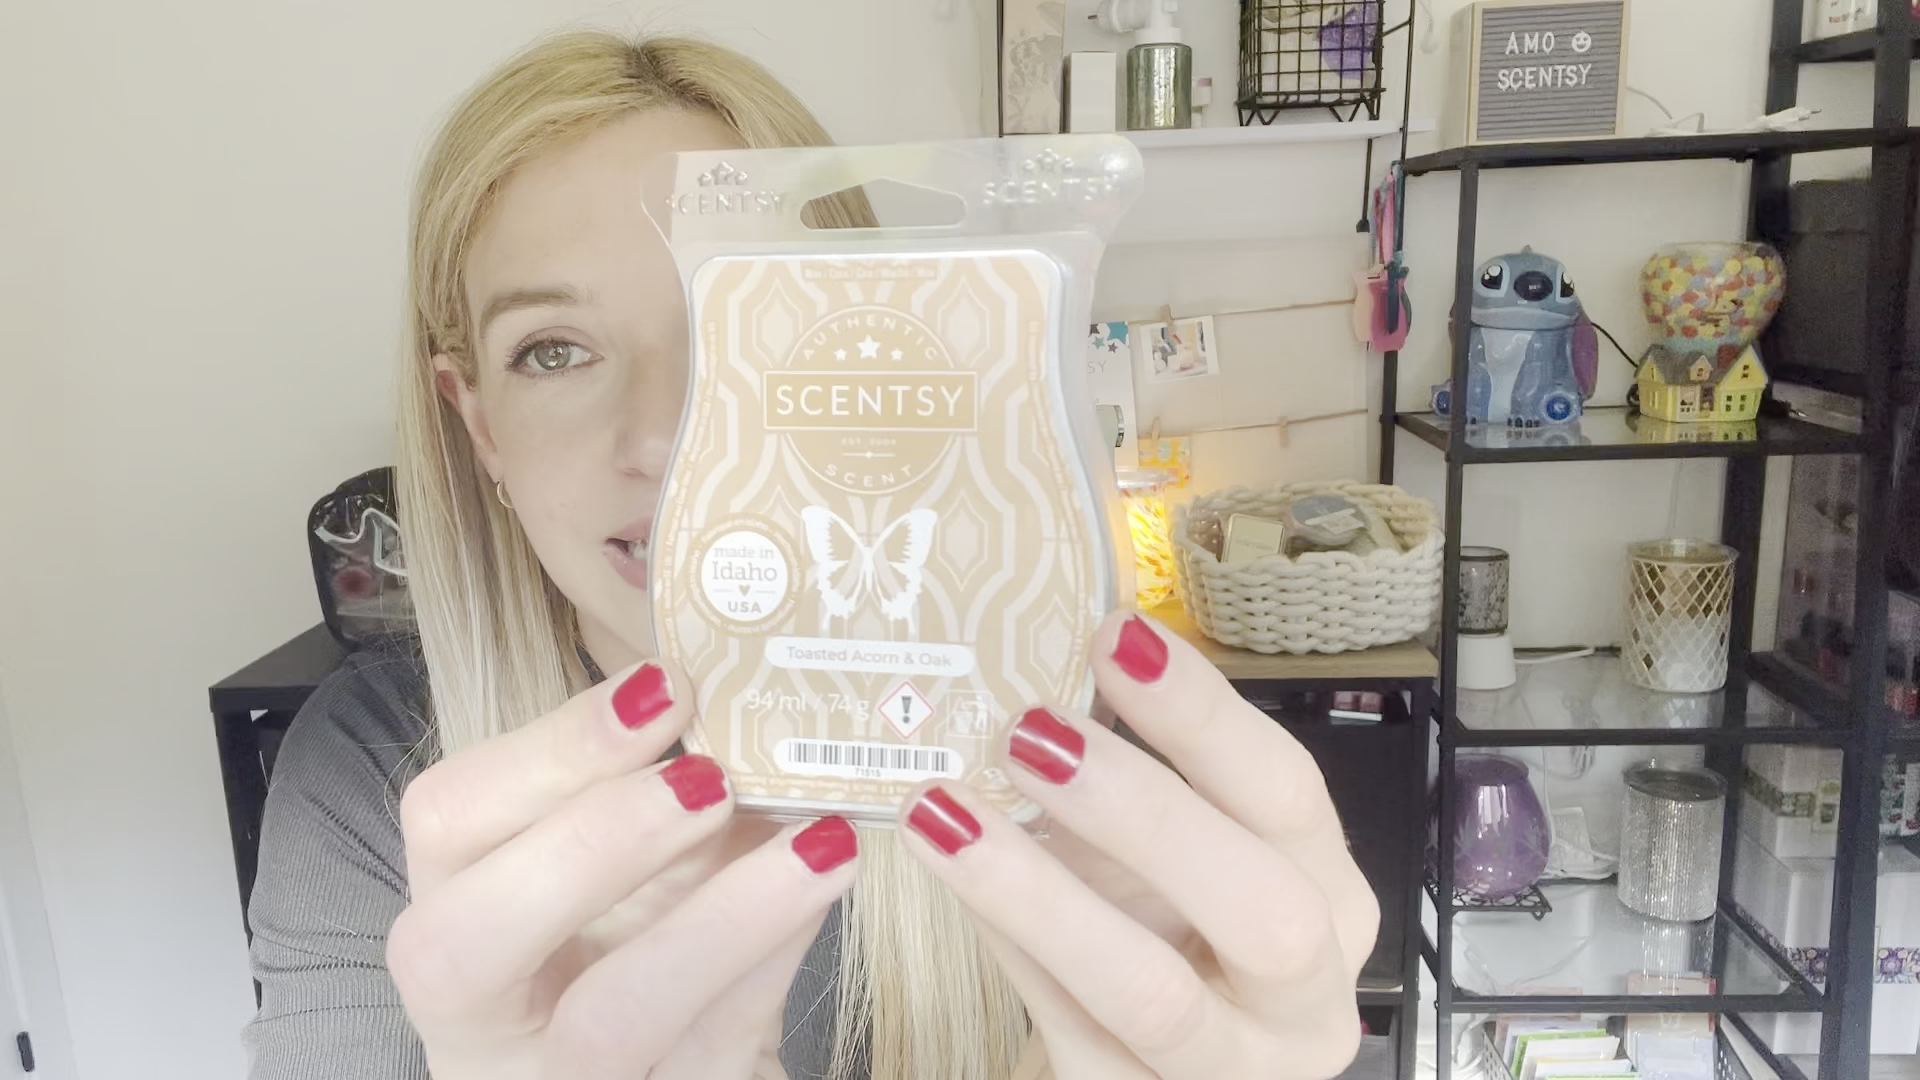 AMO
SCENTSY
SCENTSY
SCENTSY
AUTHENTIC
SCENTSY
EST. 2004
SCENT
made in
Idaho
USA
Toasted Acorn & Oak
94 ml / 74 g
71515